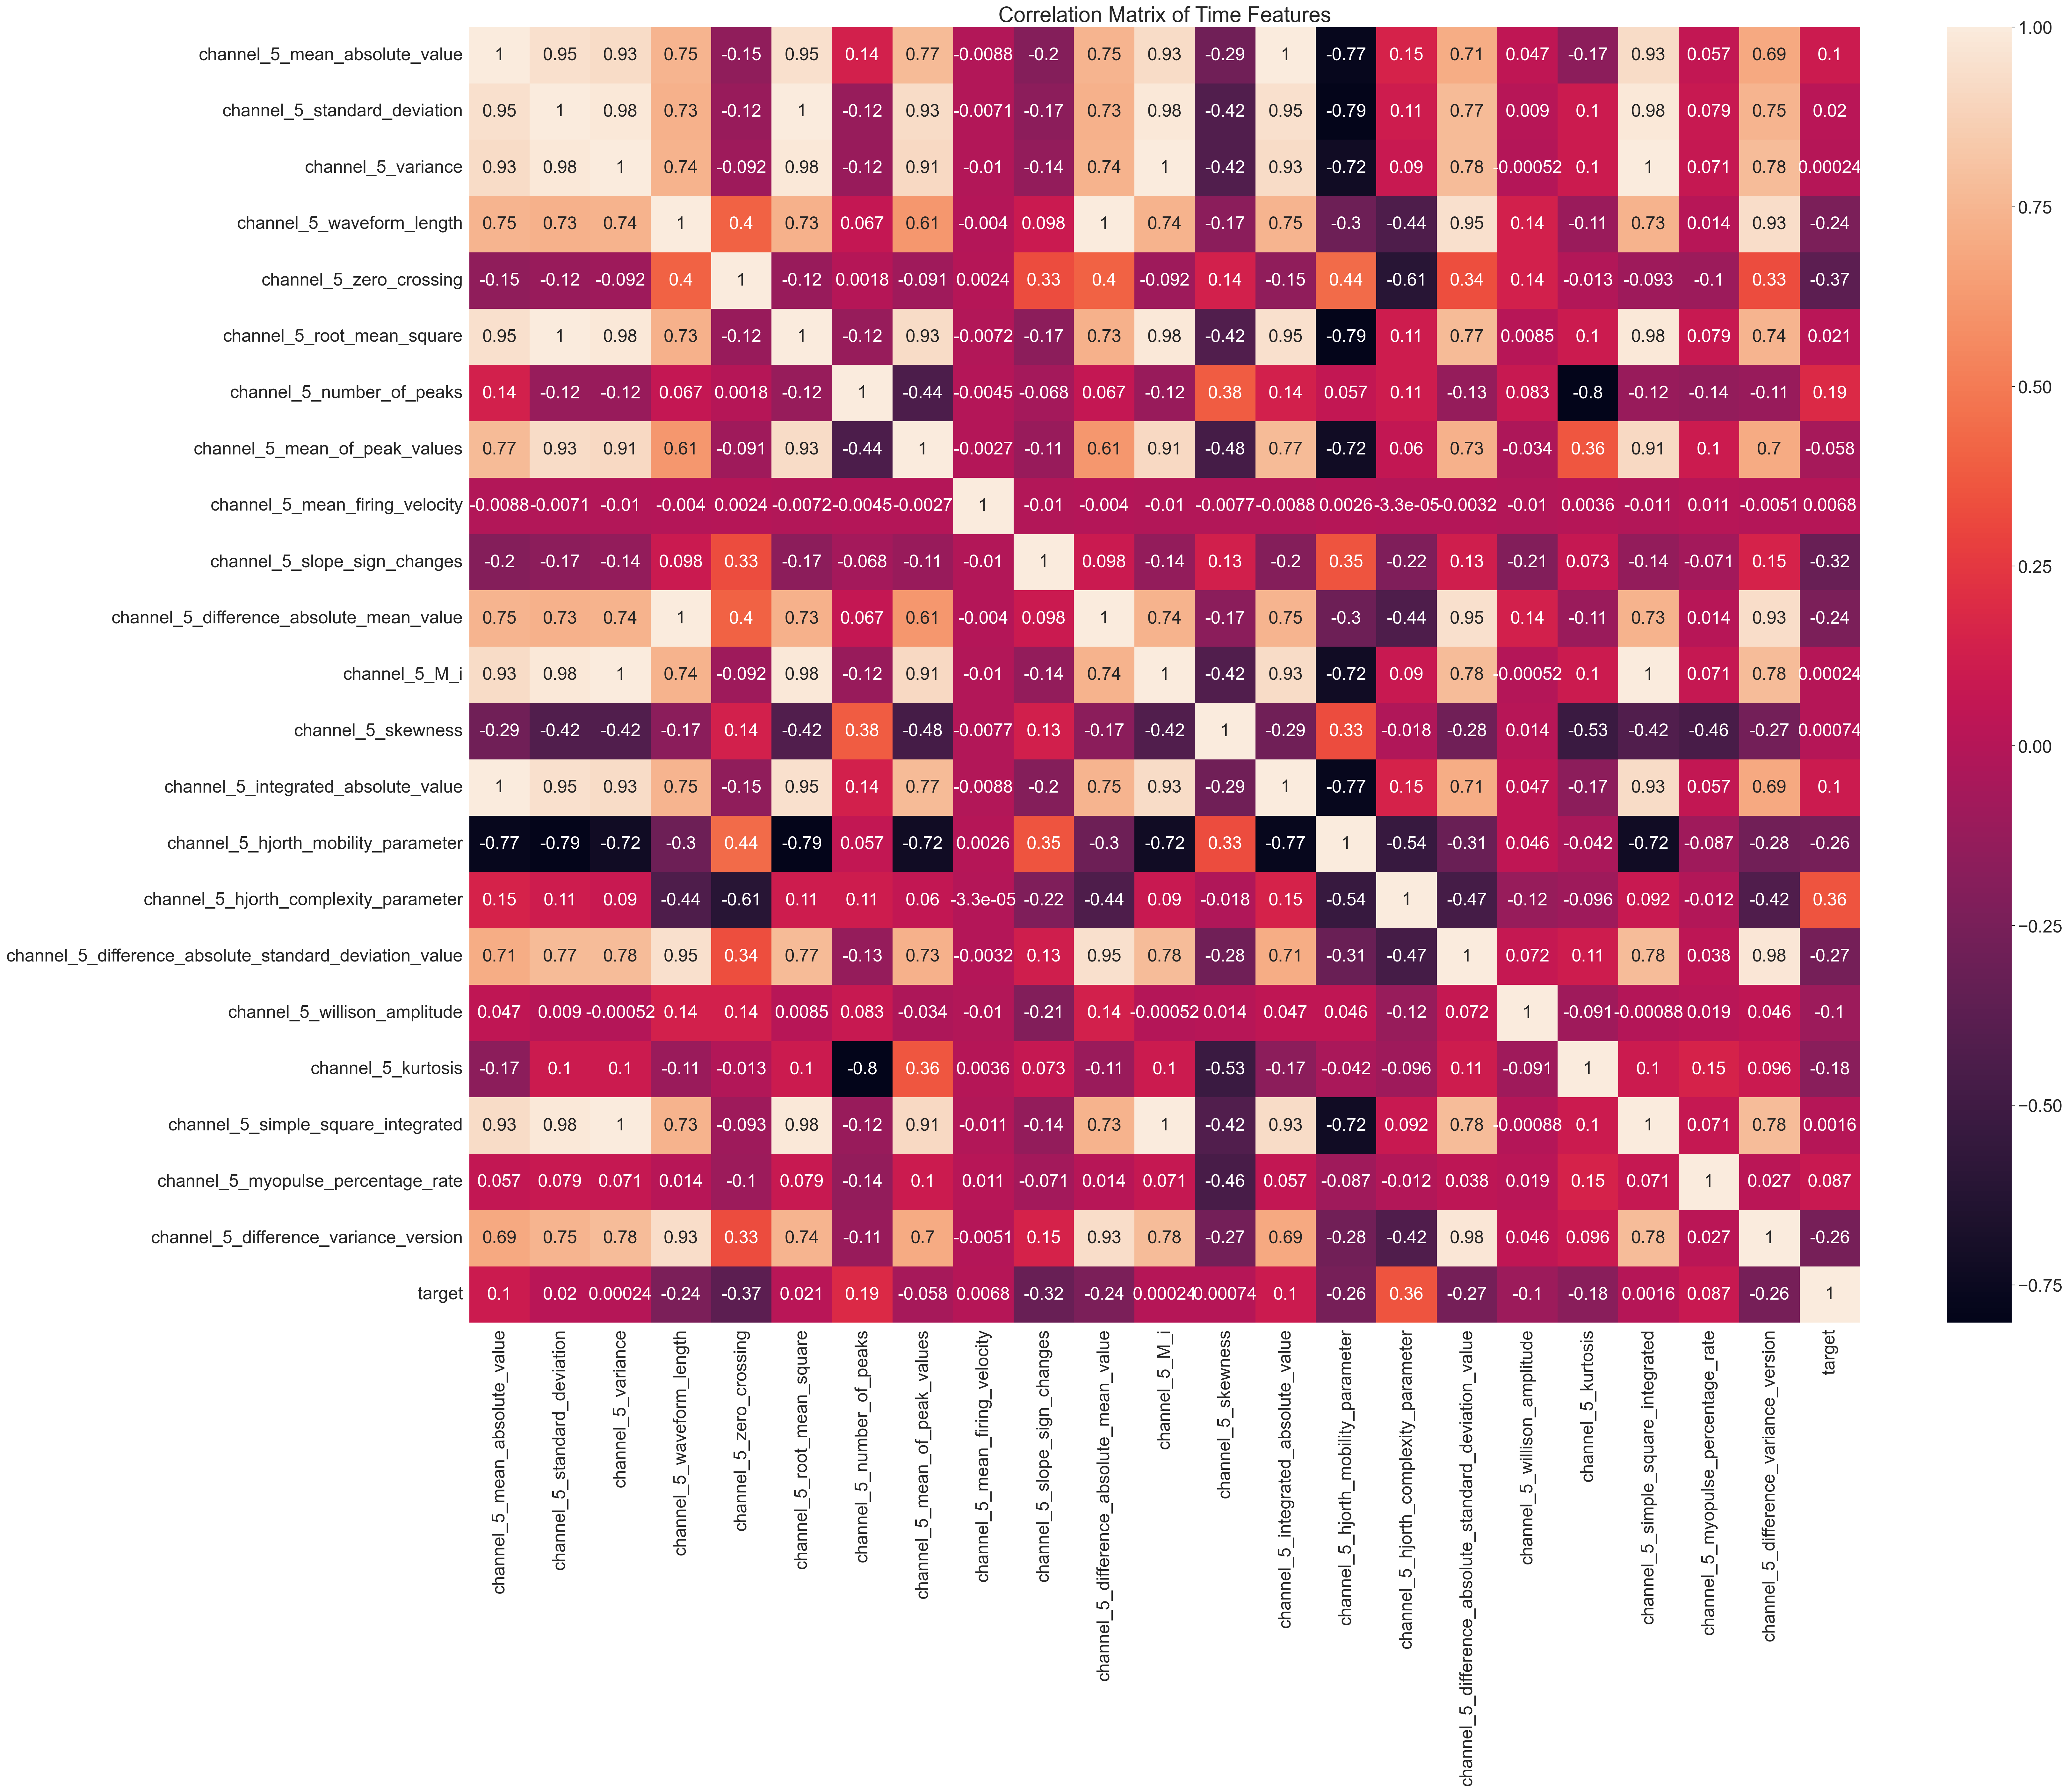 Correlation Matrix of Time Features
channel_5_mean_absolute_value 1 0.95 0.93 0.75 -0.15 0.95 0.14 0.77 -0.0088 -0.2 0.75 0.93 -0.29 1 -0.77 0.15 0.71 0.047 -0.17 0.93 0.057 0.69 0.1
channel_5_standard_deviation 0.95 1 0.98 0.73 -0.12 1 -0.12 0.93 -0.0071 -0.17 0.73 0.98 -0.42 0.95 -0.79 0.11 0.77 0.009 0.1 0.98 0.079 0.75 0.02
channel_5_variance 0.93 0.98 1 0.74 -0.092 0.98 -0.12 0.91 -0.01 -0.14 0.74 1 -0.42 0.93 -0.72 0.09 0.78 -0.00052 0.1 1 0.071 0.78 0.00024
channel_5_waveform_length 0.75 0.73 0.74 1 0.4 0.73 0.067 0.61 -0.004 0.098 1 0.74 -0.17 0.75 -0.3 -0.44 0.95 0.14 -0.11 0.73 0.014 0.93 -0.24
channel_5_zero_crossing -0.15 -0.12 -0.092 0.4 1 -0.12 0.0018 -0.091 0.0024 0.33 0.4 -0.092 0.14 -0.15 0.44 -0.61 0.34 0.14 -0.013 -0.093 -0.1 0.33 -0.37
channel_5_root_mean_square 0.95 1 0.98 0.73 -0.12 1 -0.12 0.93 -0.0072 -0.17 0.73 0.98 -0.42 0.95 -0.79 0.11 0.77 0.0085 0.1 0.98 0.079 0.74 0.021
channel_5_number_of_peaks 0.14 -0.12 -0.12 0.067 0.0018 -0.12 1 -0.44 -0.0045 -0.068 0.067 -0.12 0.38 0.14 0.057 0.11 -0.13 0.083 -0.8 -0.12 -0.14 -0.11 0.19
channel_5_mean_of_peak_values 0.77 0.93 0.91 0.61 -0.091 0.93 -0.44 1 -0.0027 -0.11 0.61 0.91 -0.48 0.77 -0.72 0.06 0.73 -0.034 0.36 0.91 0.1 0.7 -0.058
channel_5_mean_firing_velocity -0.0088 -0.0071 -0.01 -0.004 0.0024 -0.0072 -0.0045 -0.0027 1 -0.01 -0.004 -0.01 -0.0077 -0.0088 0.0026 -3.3e-05 -0.0032 -0.01 0.0036 -0.011 0.011 -0.0051 0.0068
channel_5_slope_sign_changes -0.2 -0.17 -0.14 0.098 0.33 -0.17 -0.068 -0.11 -0.01 1 0.098 -0.14 0.13 -0.2 0.35 -0.22 0.13 -0.21 0.073 -0.14 -0.071 0.15 -0.32
channel_5_difference_absolute_mean_value 0.75 0.73 0.74 1 0.4 0.73 0.067 0.61 -0.004 0.098 1 0.74 -0.17 0.75 -0.3 -0.44 0.95 0.14 -0.11 0.73 0.014 0.93 -0.24
channel_5_M_i 0.93 0.98 1 0.74 -0.092 0.98 -0.12 0.91 -0.01 -0.14 0.74 1 -0.42 0.93 -0.72 0.09 0.78 -0.00052 0.1 1 0.071 0.78 0.00024
channel_5_skewness -0.29 -0.42 -0.42 -0.17 0.14 -0.42 0.38 -0.48 -0.0077 0.13 -0.17 -0.42 1 -0.29 0.33 -0.018 -0.28 0.014 -0.53 -0.42 -0.46 -0.27 0.00074
channel_5_integrated_absolute_value 1 0.95 0.93 0.75 -0.15 0.95 0.14 0.77 -0.0088 -0.2 0.75 0.93 -0.29 1 -0.77 0.15 0.71 0.047 -0.17 0.93 0.057 0.69 0.1
channel_5_hjorth_mobility_parameter -0.77 -0.79 -0.72 -0.3 0.44 -0.79 0.057 -0.72 0.0026 0.35 -0.3 -0.72 0.33 -0.77 1 -0.54 -0.31 0.046 -0.042 -0.72 -0.087 -0.28 -0.26
channel_5_hjorth_complexity_parameter 0.15 0.11 0.09 -0.44 -0.61 0.11 0.11 0.06 -3.3e-05 -0.22 -0.44 0.09 -0.018 0.15 -0.54 1 -0.47 -0.12 -0.096 0.092 -0.012 -0.42 0.36
channel_5_difference_absolute_standard_deviation_value 0.71 0.77 0.78 0.95 0.34 0.77 -0.13 0.73 -0.0032 0.13 0.95 0.78 -0.28 0.71 -0.31 -0.47 1 0.072 0.11 0.78 0.038 0.98 -0.27
channel_5_willison_amplitude 0.047 0.009 -0.00052 0.14 0.14 0.0085 0.083 -0.034 -0.01 -0.21 0.14 -0.00052 0.014 0.047 0.046 -0.12 0.072 1 -0.091 -0.00088 0.019 0.046 -0.1
channel_5_kurtosis -0.17 0.1 0.1 -0.11 -0.013 0.1 -0.8 0.36 0.0036 0.073 -0.11 0.1 -0.53 -0.17 -0.042 -0.096 0.11 -0.091 1 0.1 0.15 0.096 -0.18
channel_5_simple_square_integrated 0.93 0.98 1 0.73 -0.093 0.98 -0.12 0.91 -0.011 -0.14 0.73 1 -0.42 0.93 -0.72 0.092 0.78 -0.00088 0.1 1 0.071 0.78 0.0016
channel_5_myopulse_percentage_rate 0.057 0.079 0.071 0.014 -0.1 0.079 -0.14 0.1 0.011 -0.071 0.014 0.071 -0.46 0.057 -0.087 -0.012 0.038 0.019 0.15 0.071 1 0.027 0.087
channel_5_difference_variance_version 0.69 0.75 0.78 0.93 0.33 0.74 -0.11 0.7 -0.0051 0.15 0.93 0.78 -0.27 0.69 -0.28 -0.42 0.98 0.046 0.096 0.78 0.027 1 -0.26
target 0.1 0.02 0.00024 -0.24 -0.37 0.021 0.19 -0.058 0.0068 -0.32 -0.24 0.00024 0.00074 0.1 -0.26 0.36 -0.27 -0.1 -0.18 0.0016 0.087 -0.26 1
channel_5_mean_absolute_value
channel_5_standard_deviation
channel_5_variance
channel_5_waveform_length
channel_5_zero_crossing
channel_5_root_mean_square
channel_5_number_of_peaks
channel_5_mean_of_peak_values
channel_5_mean_firing_velocity
channel_5_slope_sign_changes
channel_5_difference_absolute_mean_value
channel_5_M_i
channel_5_skewness
channel_5_integrated_absolute_value
channel_5_hjorth_mobility_parameter
channel_5_hjorth_complexity_parameter
channel_5_difference_absolute_standard_deviation_value
channel_5_willison_amplitude
channel_5_kurtosis
channel_5_simple_square_integrated
channel_5_myopulse_percentage_rate
channel_5_difference_variance_version
target
1.00
0.75
0.50
0.25
0.00
−0.25
−0.50
−0.75